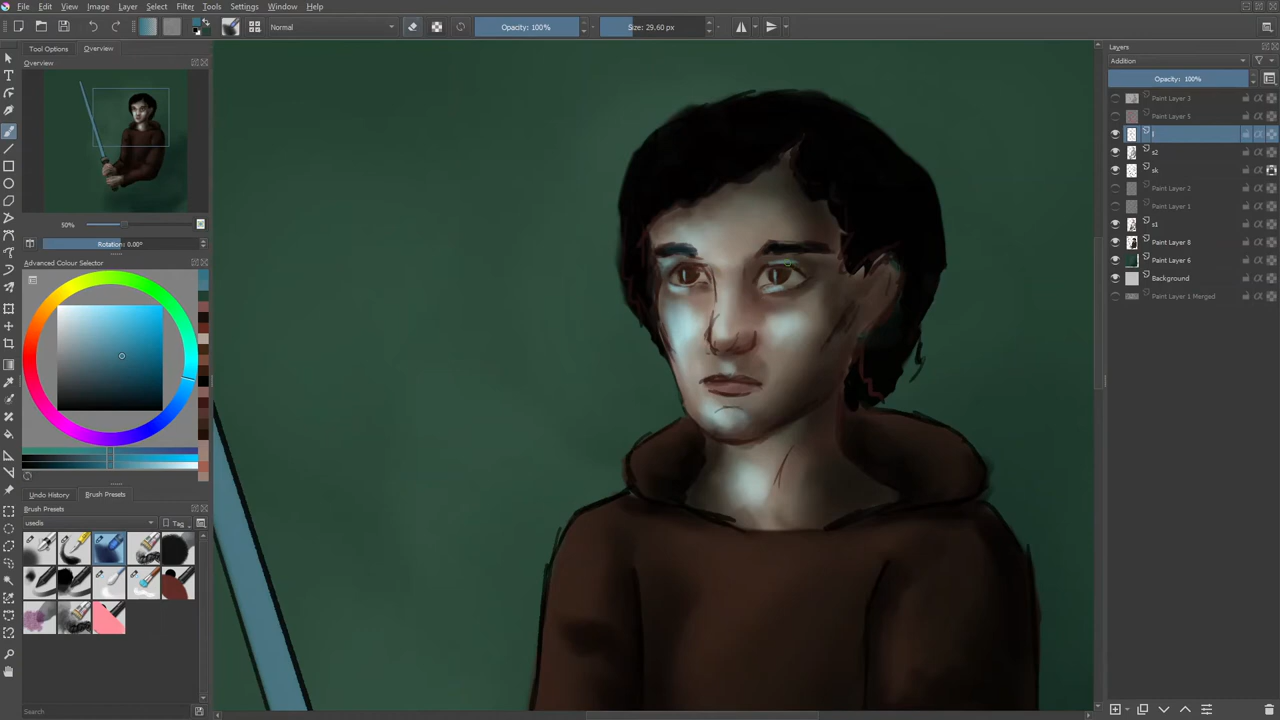 File Edit View Image Layer Select Filter Tools Settings Window Help
Normal Opacity: 100% Size: 29.60 px
Tool Options Overview
Overview
50%
Rotation: 0.00°
Advanced Colour Selector
Undo History Brush Presets
Brush Presets
usedis Tag
Search
Layers
Addition
Opacity: 100%
Paint Layer 3
Paint Layer 5
l
s2
sk
Paint Layer 2
Paint Layer 1
s1
Paint Layer 8
Paint Layer 6
Background
Paint Layer 1 Merged